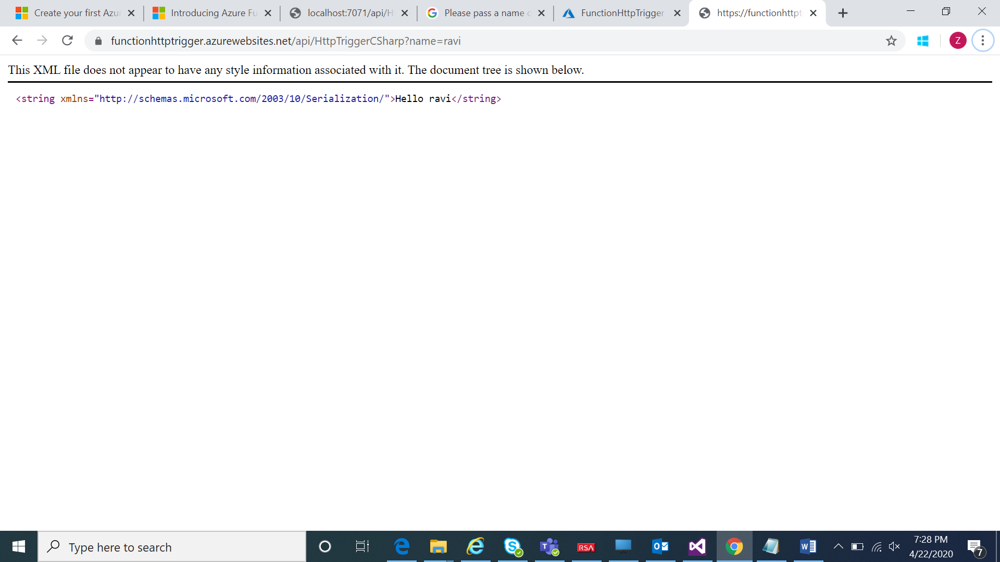 Create your first Azu
Introducing Azure Fu
localhost:7071/api/H
Please pass a name o
FunctionHttpTrigger
https://functionhttpt
functionhttptrigger.azurewebsites.net/api/HttpTriggerCSharp?name=ravi
Z
This XML file does not appear to have any style information associated with it. The document tree is shown below.
<string xmlns="http://schemas.microsoft.com/2003/10/Serialization/">Hello ravi</string>
Type here to search
RSA
7:28 PM
4/22/2020
7